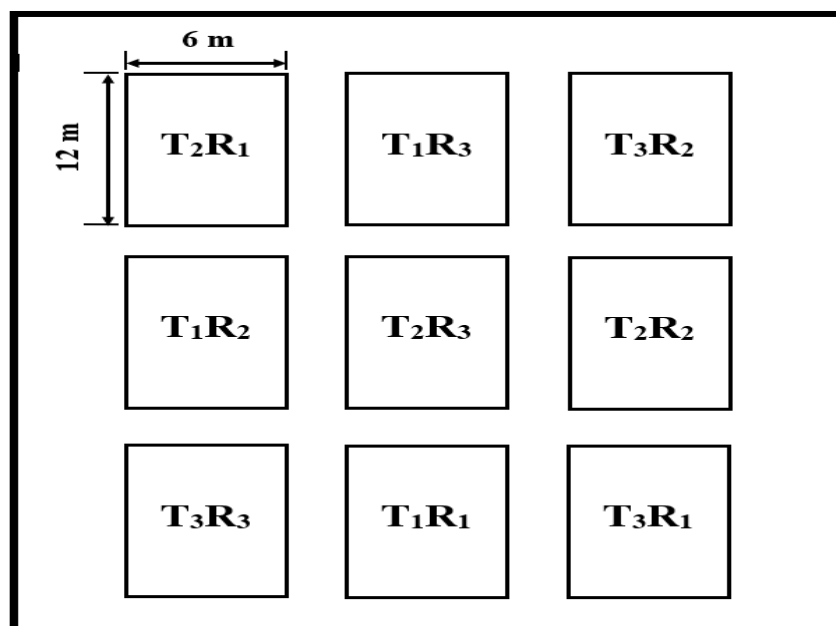 6 m
12 m
T₂R₁ T₁R₃ T₃R₂
T₁R₂ T₂R₃ T₂R₂
T₃R₃ T₁R₁ T₃R₁